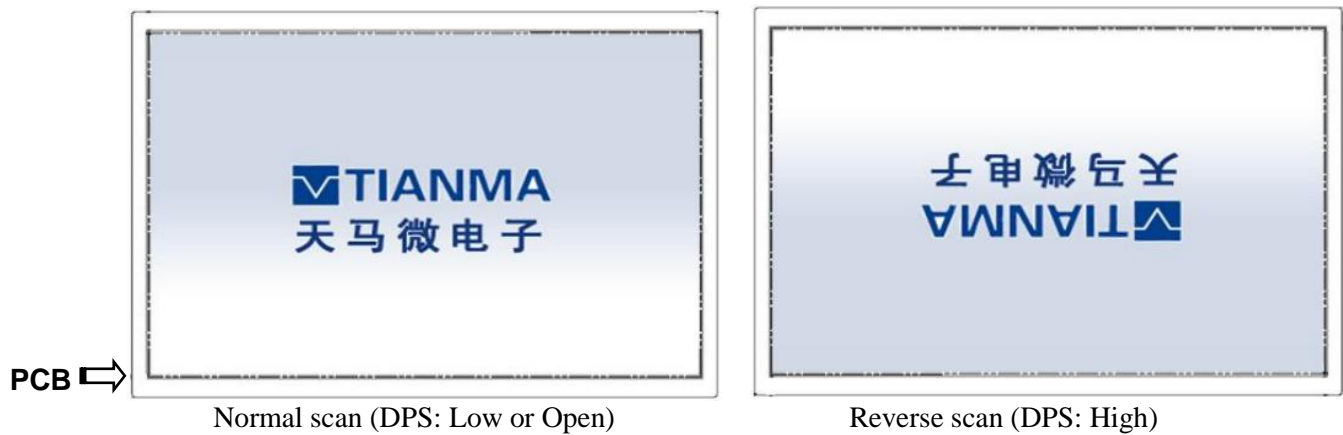 TIANMA
天马微电子
天马微电子
TIANMA
PCB
Normal scan (DPS: Low or Open)
Reverse scan (DPS: High)